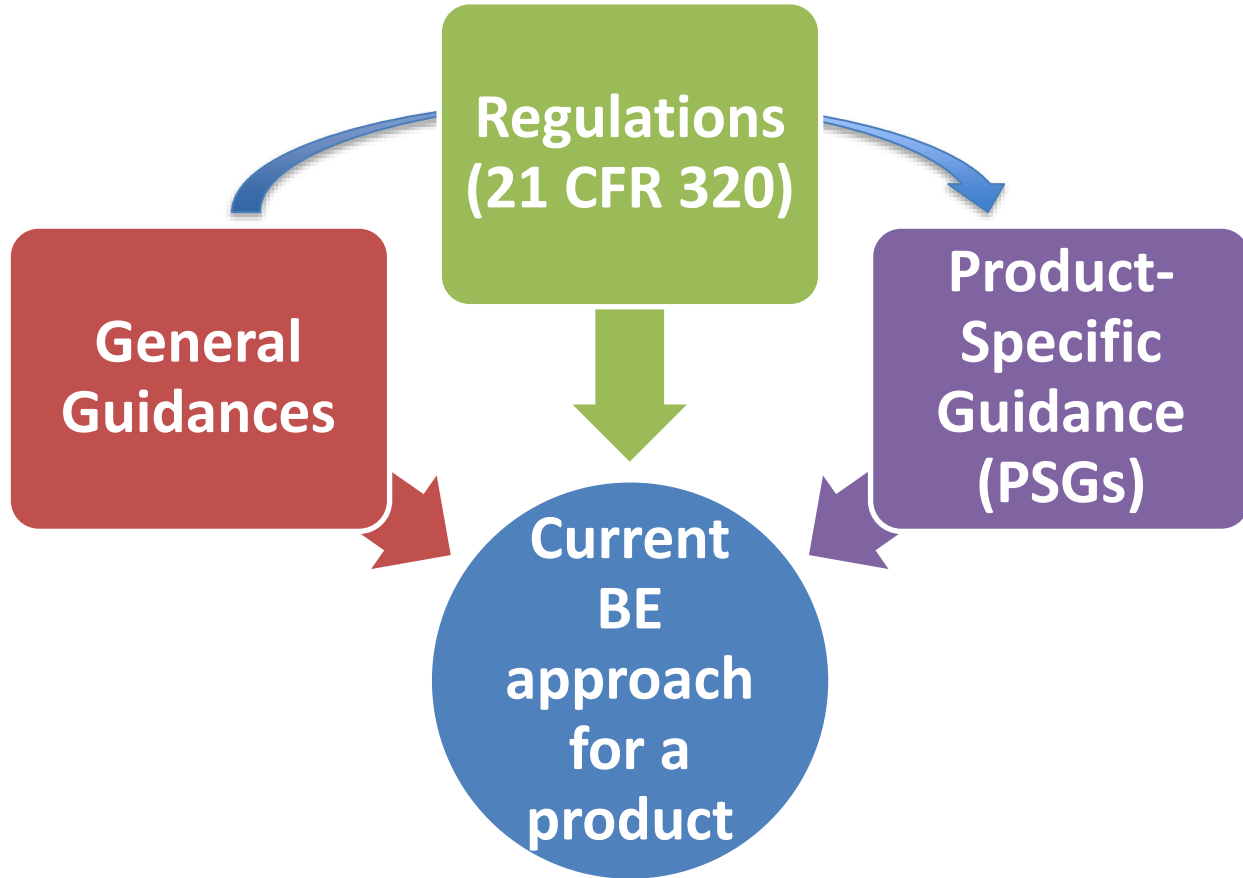 Regulations
(21 CFR 320)
General
Guidances
Product-
Specific
Guidance
(PSGs)
Current
BE
approach
for a
product